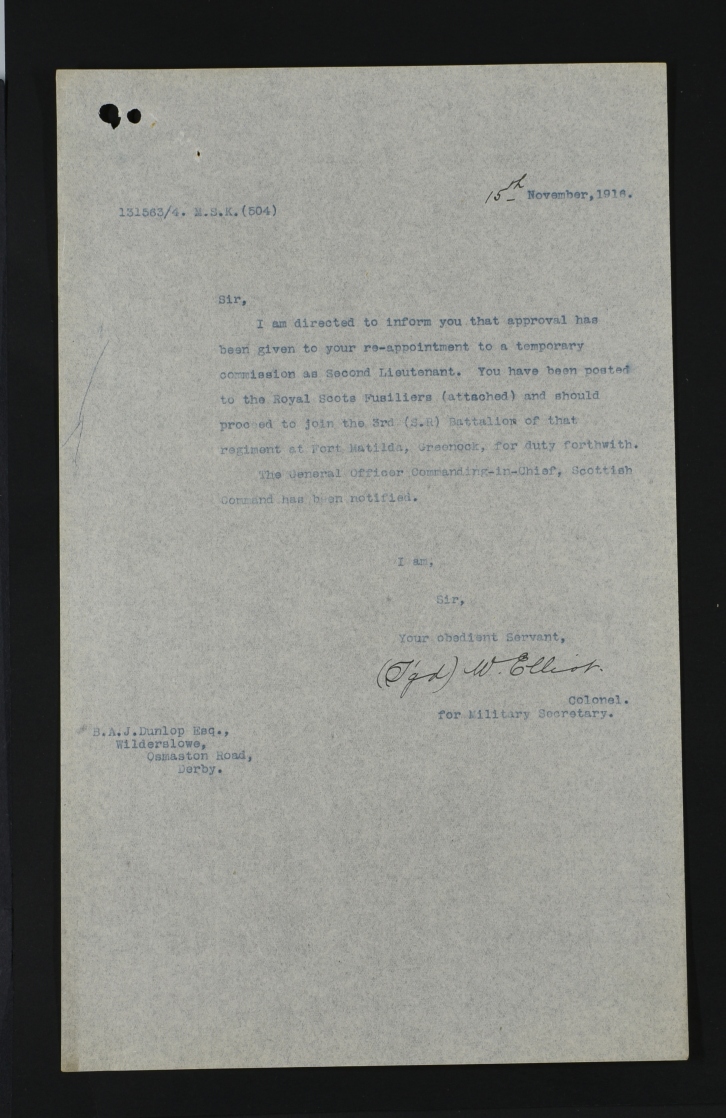 15th November,1916.
131563/4. M.S.K.(504)
Sir,
I am directed to inform you that approval has
been given to your re-appointment to a temporary
commission as Second Lieutenant. You have been posted
to the Royal Scots Fusiliers (attached) and should
proceed to join the 3rd (S.R) Battalion of that
regiment at Fort Matilda, Greenock, for duty forthwith.
The General Officer Commanding-in-Chief, Scottish
Command has been notified.
I am,
Sir,
Your obedient Servant,
(Sgd) W. Elliot.
Colonel.
for Military Secretary.
B.A.J.Dunlop Esq.,
Wilderslowe,
Osmaston Road,
Derby.